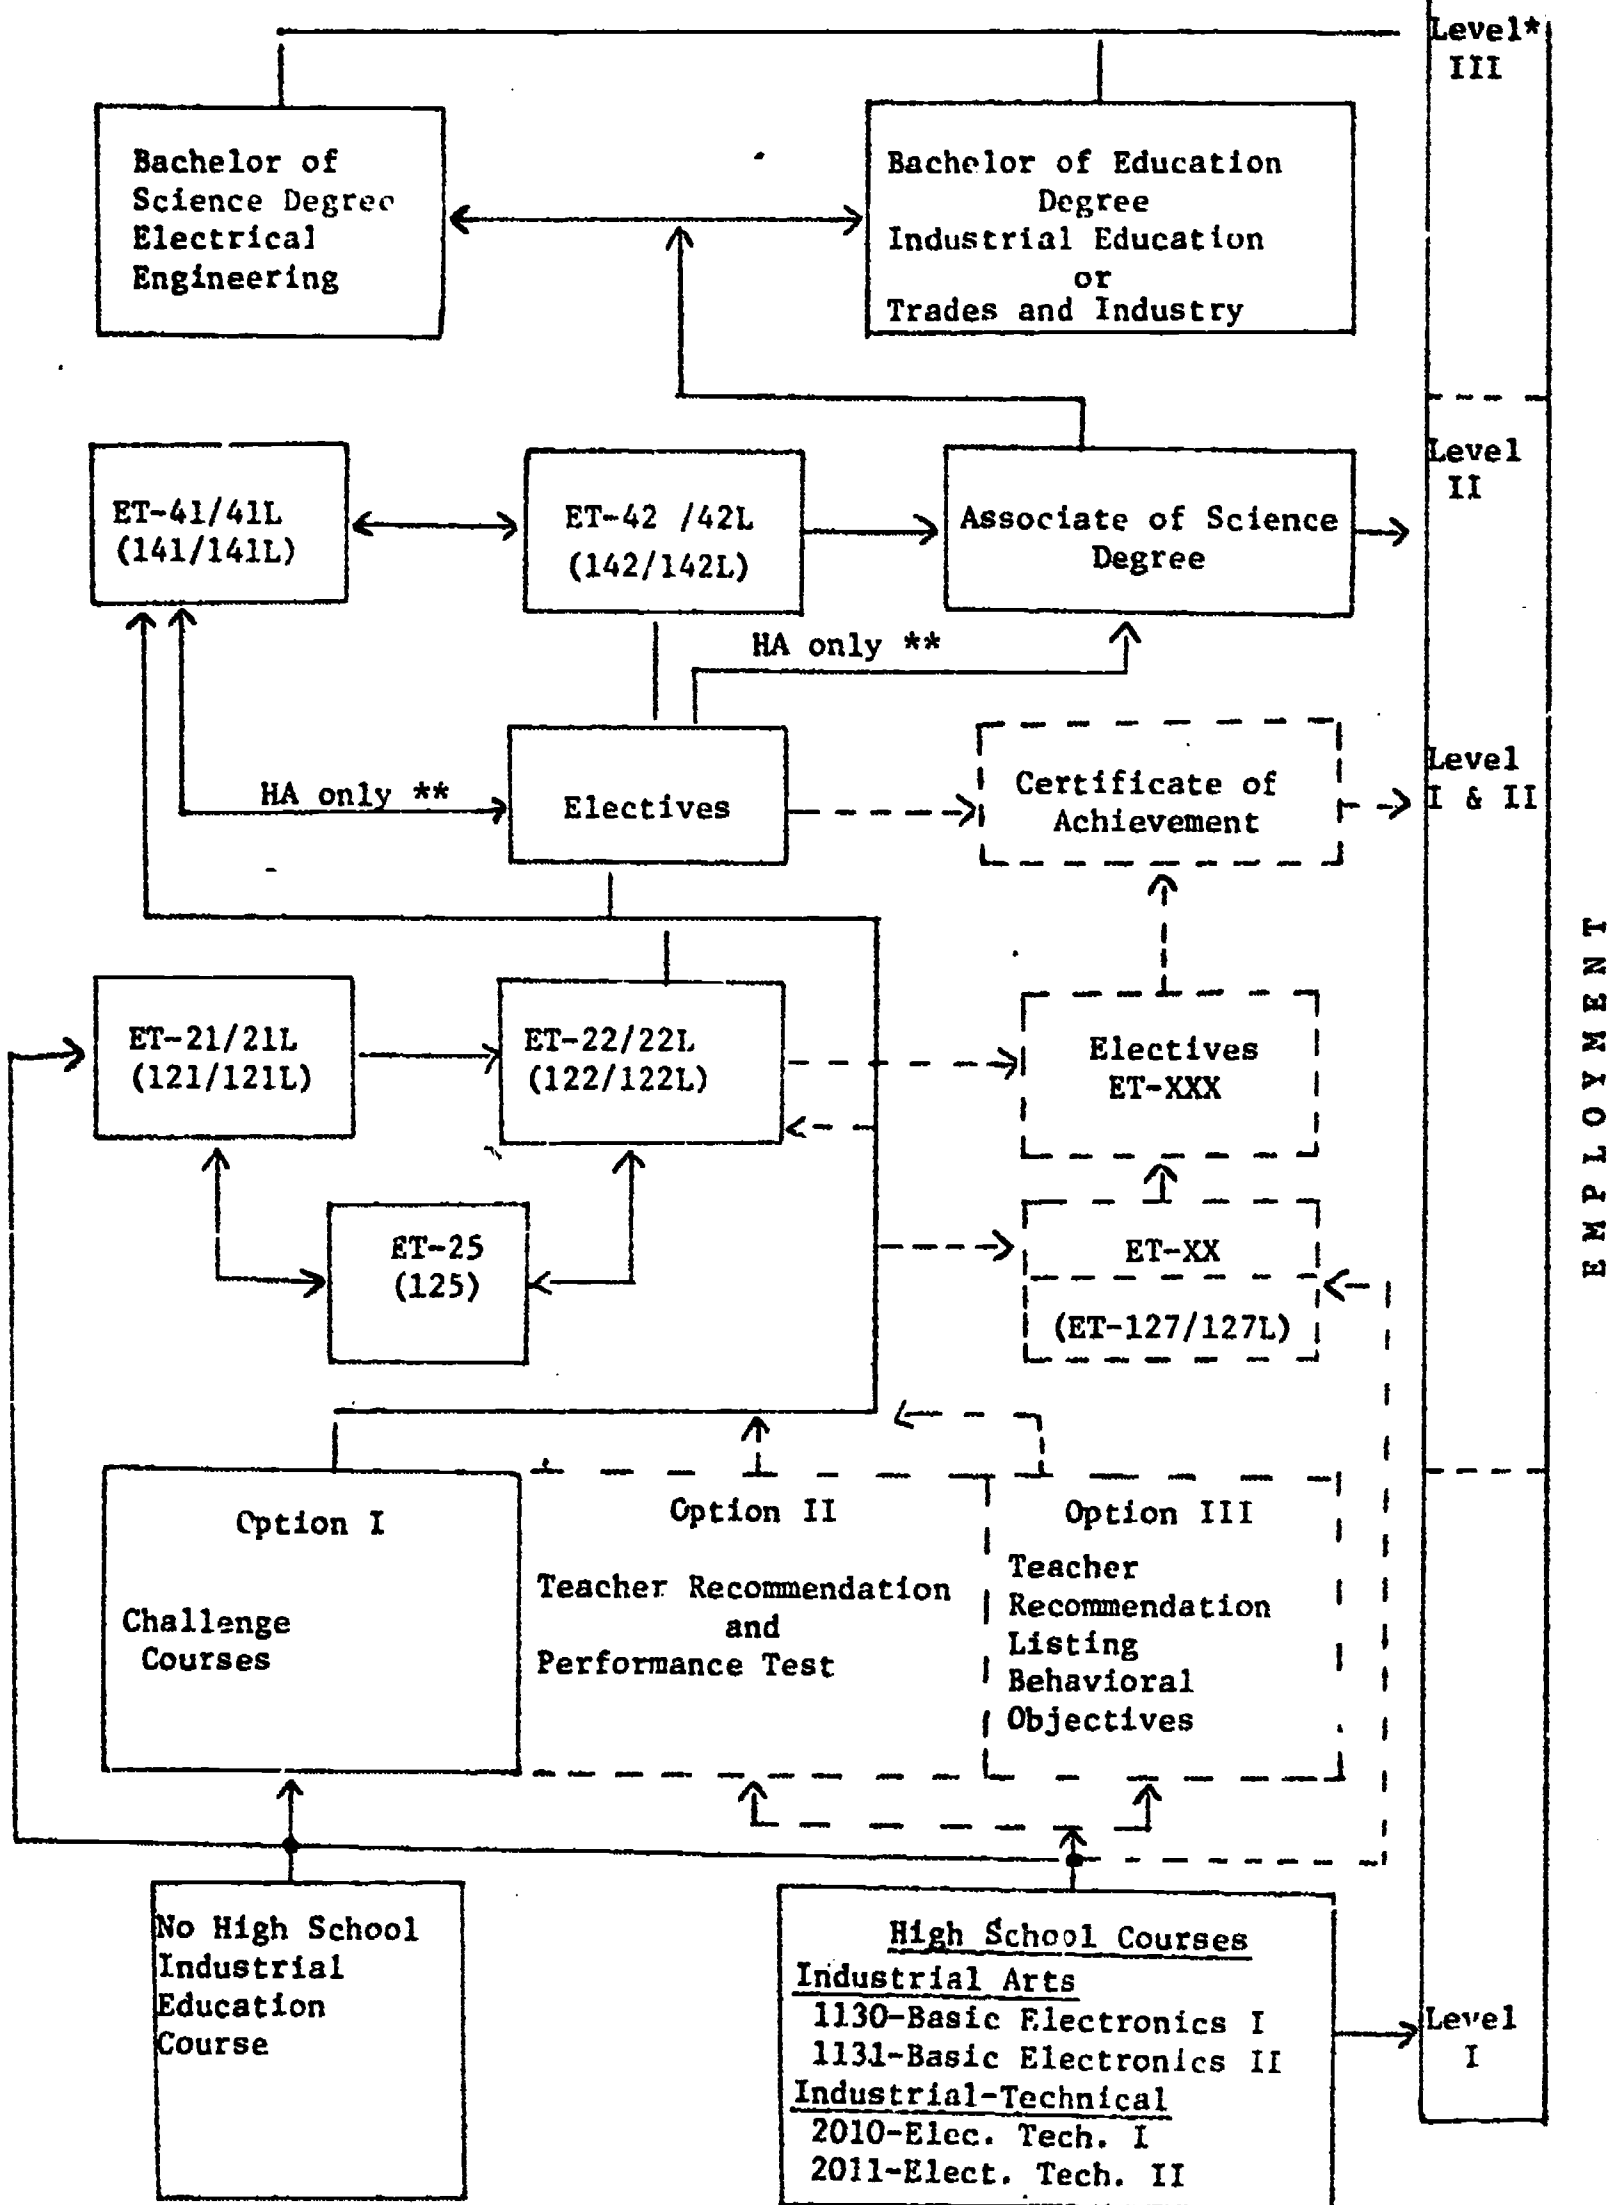 Level*
III
Bachelor of
Science Degree
Electrical
Engineering
Bachelor of Education
Degree
Industrial Education
or
Trades and Industry
Level
II
ET-41/41L
(141/141L)
ET-42 /42L
(142/142L)
Associate of Science
Degree
HA only **
HA only **
Electives
Certificate of
Achievement
Level
I & II
EMPLOYMENT
ET-21/21L
(121/121L)
ET-22/22L
(122/122L)
Electives
ET-XXX
ET-25
(125)
ET-XX
(ET-127/127L)
Option I
Challenge
Courses
Option II
Teacher Recommendation
and
Performance Test
Option III
Teacher
Recommendation
Listing
Behavioral
Objectives
No High School
Industrial
Education
Course
High School Courses
Industrial Arts
1130-Basic Electronics I
1131-Basic Electronics II
Industrial-Technical
2010-Elec. Tech. I
2011-Elect. Tech. II
Level
I